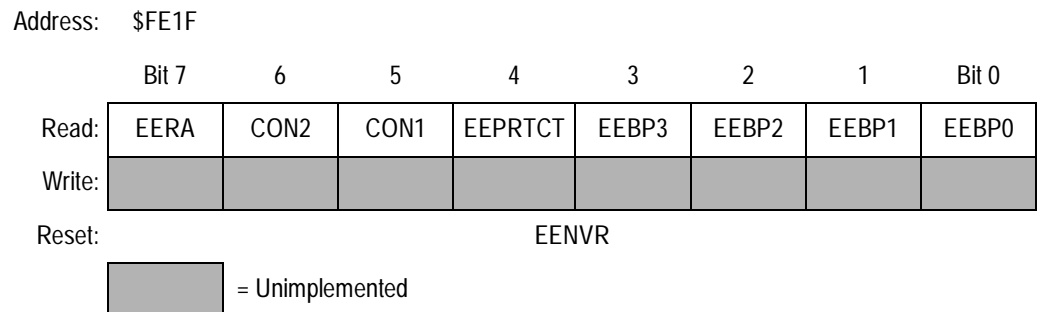 Address: $FE1F
Bit 7 6 5 4 3 2 1 Bit 0
Read: EERA CON2 CON1 EEPRTCT EEBP3 EEBP2 EEBP1 EEBP0
Write:
Reset: EENVR
= Unimplemented